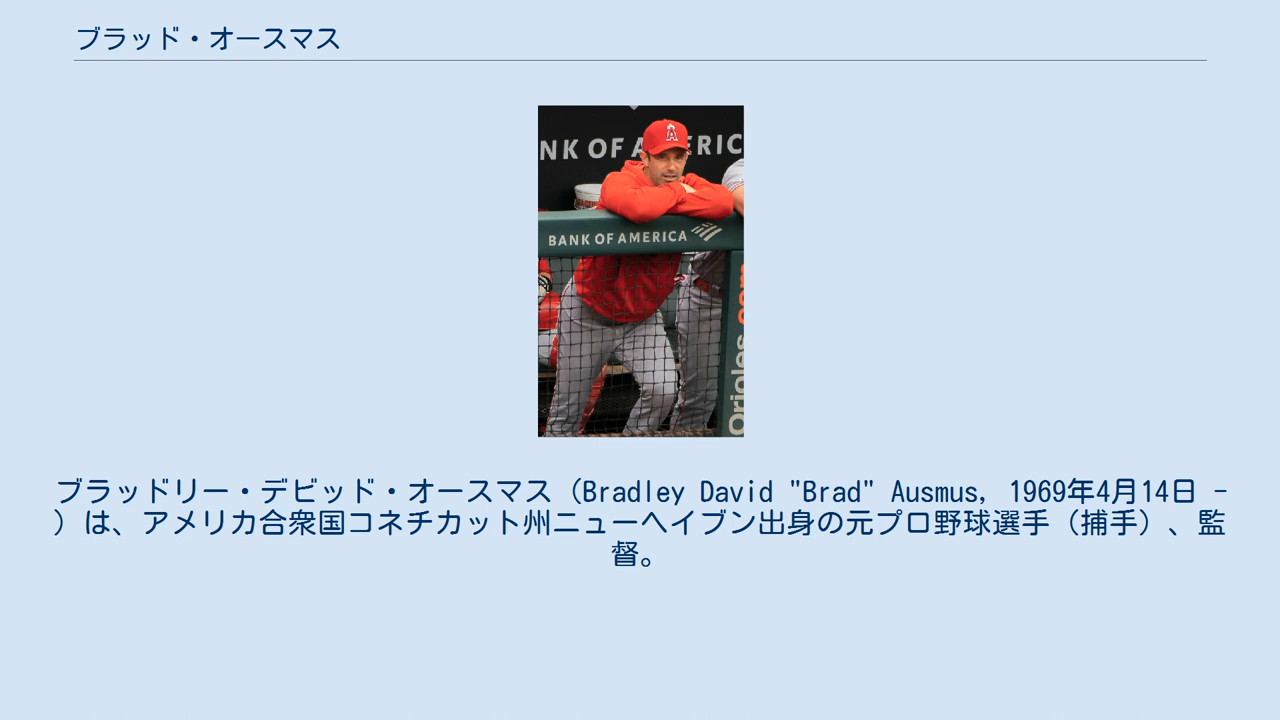 ブラッド・オースマス
NK OF A ERIC
BANK OF AMERICA
Orioles.com
ブラッドリー・デビッド・オースマス（Bradley David "Brad" Ausmus, 1969年4月14日 -
）は、アメリカ合衆国コネチカット州ニューヘイブン出身の元プロ野球選手（捕手）、監
督。